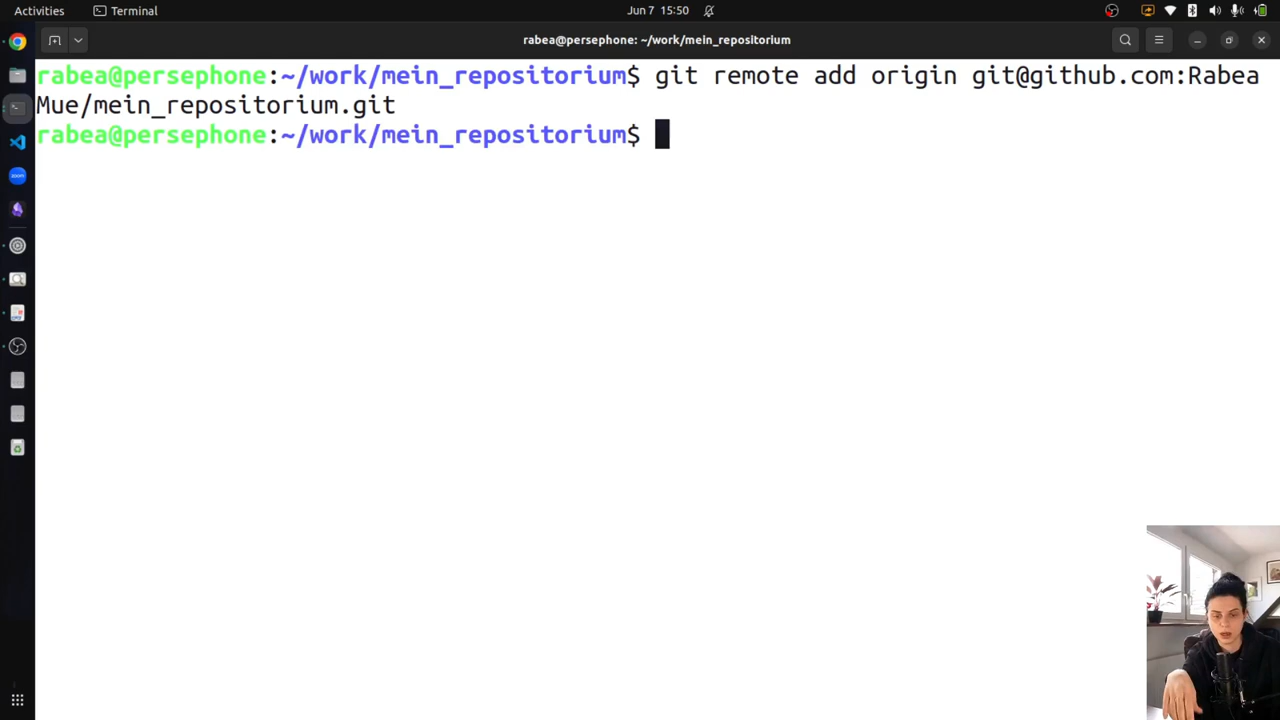 Activities Terminal Jun 7 15:50
rabea@persephone: ~/work/mein_repositorium
rabea@persephone:~/work/mein_repositorium$ git remote add origin git@github.com:Rabea
Mue/mein_repositorium.git
rabea@persephone:~/work/mein_repositorium$
zoom